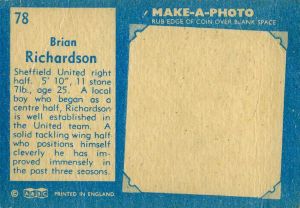 78
Brian
Richardson
Sheffield United right
half. 5' 10", 11 stone
7lb., age 25. A local
boy who began as a
centre half, Richardson
is well established in
the United team. A
solid tackling wing half
who positions himself
cleverly he has im-
proved immensely in
the past three seasons.
© A&BC PRINTED IN ENGLAND
MAKE-A-PHOTO
RUB EDGE OF COIN OVER BLANK SPACE